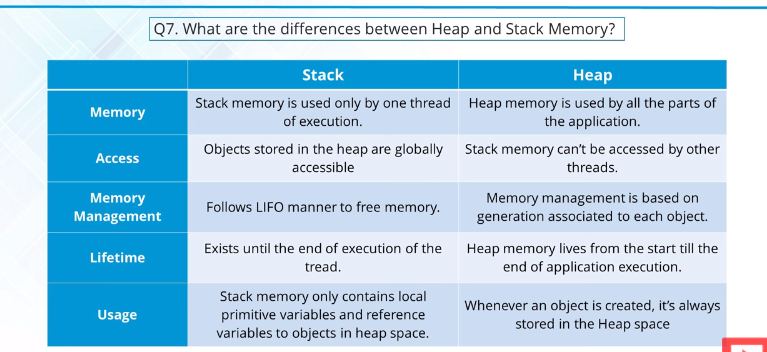 Q7. What are the differences between Heap and Stack Memory?
Stack
Heap
Memory
Stack memory is used only by one thread
of execution.
Heap memory is used by all the parts of
the application.
Access
Objects stored in the heap are globally
accessible
Stack memory can't be accessed by other
threads.
Memory
Management
Follows LIFO manner to free memory.
Memory management is based on
generation associated to each object.
Lifetime
Exists until the end of execution of the
tread.
Heap memory lives from the start till the
end of application execution.
Usage
Stack memory only contains local
primitive variables and reference
variables to objects in heap space.
Whenever an object is created, it's always
stored in the Heap space